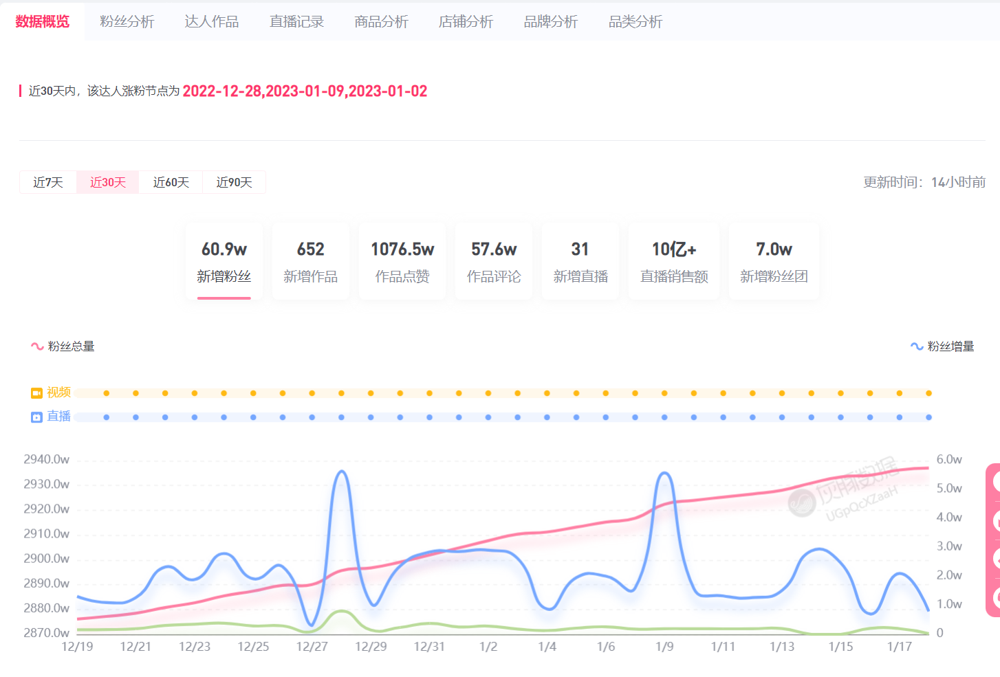 数据概览 粉丝分析 达人作品 直播记录 商品分析 店铺分析 品牌分析 品类分析
近30天内，该达人涨粉节点为 2022-12-28,2023-01-09,2023-01-02
近7天 近30天 近60天 近90天 更新时间：14小时前
60.9w 652 1076.5w 57.6w 31 10亿+ 7.0w
新增粉丝 新增作品 作品点赞 作品评论 新增直播 直播销售额 新增粉丝团
粉丝总量 粉丝增量
视频
直播
2940.0w 6.0w
2930.0w 5.0w
2920.0w 4.0w
2910.0w 3.0w
2900.0w 2.0w
2890.0w 1.0w
2880.0w 0
2870.0w
灰豚数据
UGpQcXZaaH
12/19 12/21 12/23 12/25 12/27 12/29 12/31 1/2 1/4 1/6 1/9 1/11 1/13 1/15 1/17